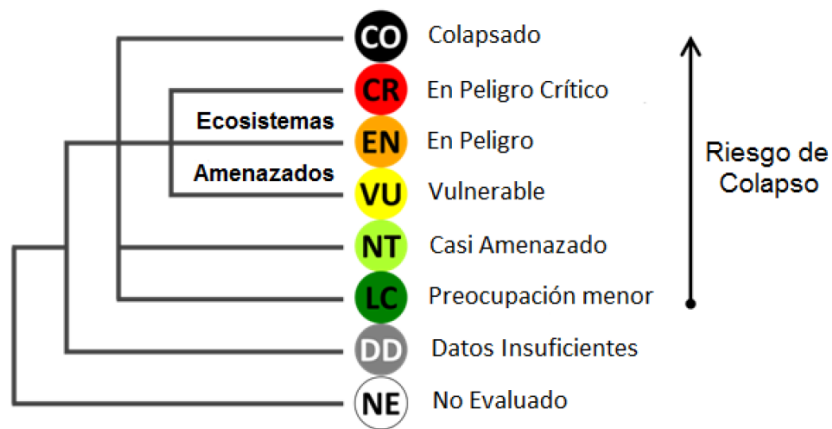 CO Colapsado
CR En Peligro Crítico
Ecosistemas
EN En Peligro
Amenazados
VU Vulnerable
NT Casi Amenazado
LC Preocupación menor
DD Datos Insuficientes
NE No Evaluado
Riesgo de
Colapso